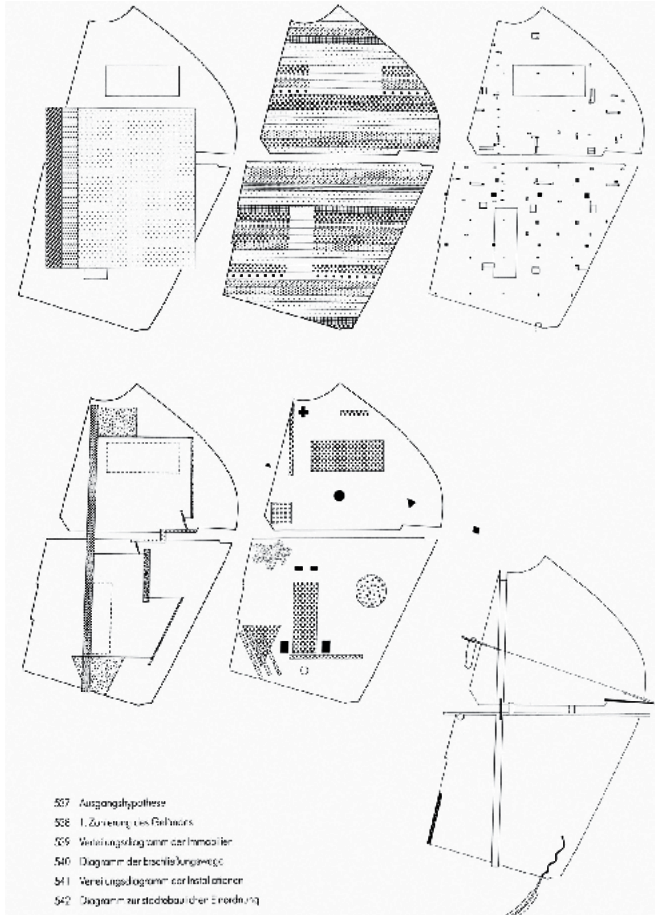 537 Ausgangshypothese
538 1. Zonierung des Geländes
539 Verteilungsdiagramm der Immobilien
540 Diagramm der Erschließungswege
541 Verteilungsdiagramm der Installationen
542 Diagramm zur städtebaulichen Einordnung